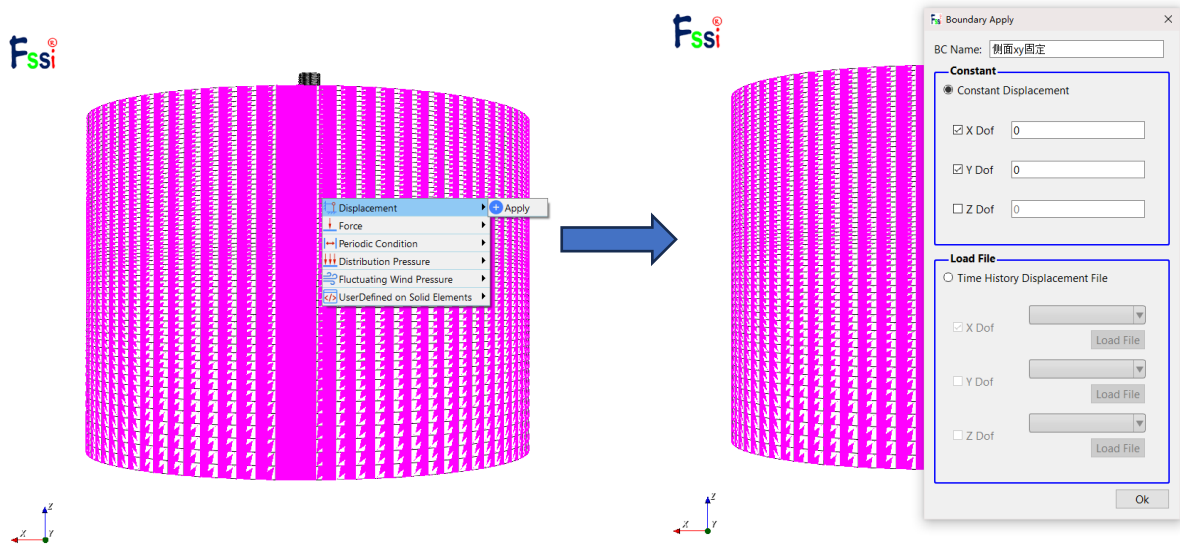 Fssi®
Displacement
Apply
Force
Periodic Condition
Distribution Pressure
Fluctuating Wind Pressure
UserDefined on Solid Elements
Z
X
Y
Fssi®
Z
X
Y
Boundary Apply
BC Name: 侧面xy固定
Constant
Constant Displacement
X Dof 0
Y Dof 0
Z Dof 0
Load File
Time History Displacement File
X Dof
Load File
Y Dof
Load File
Z Dof
Load File
Ok